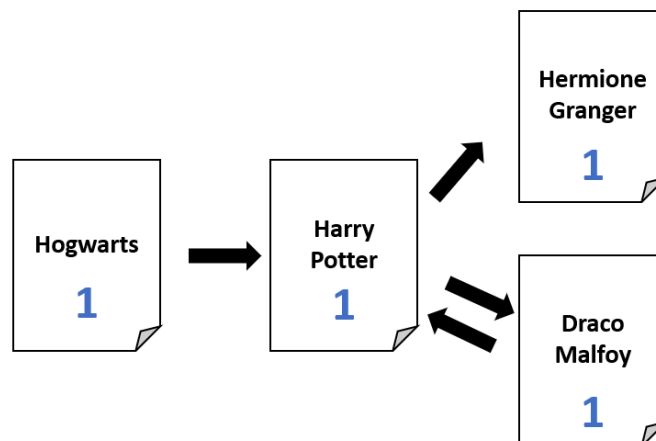 Hogwarts
1
Harry
Potter
1
Hermione
Granger
1
Draco
Malfoy
1